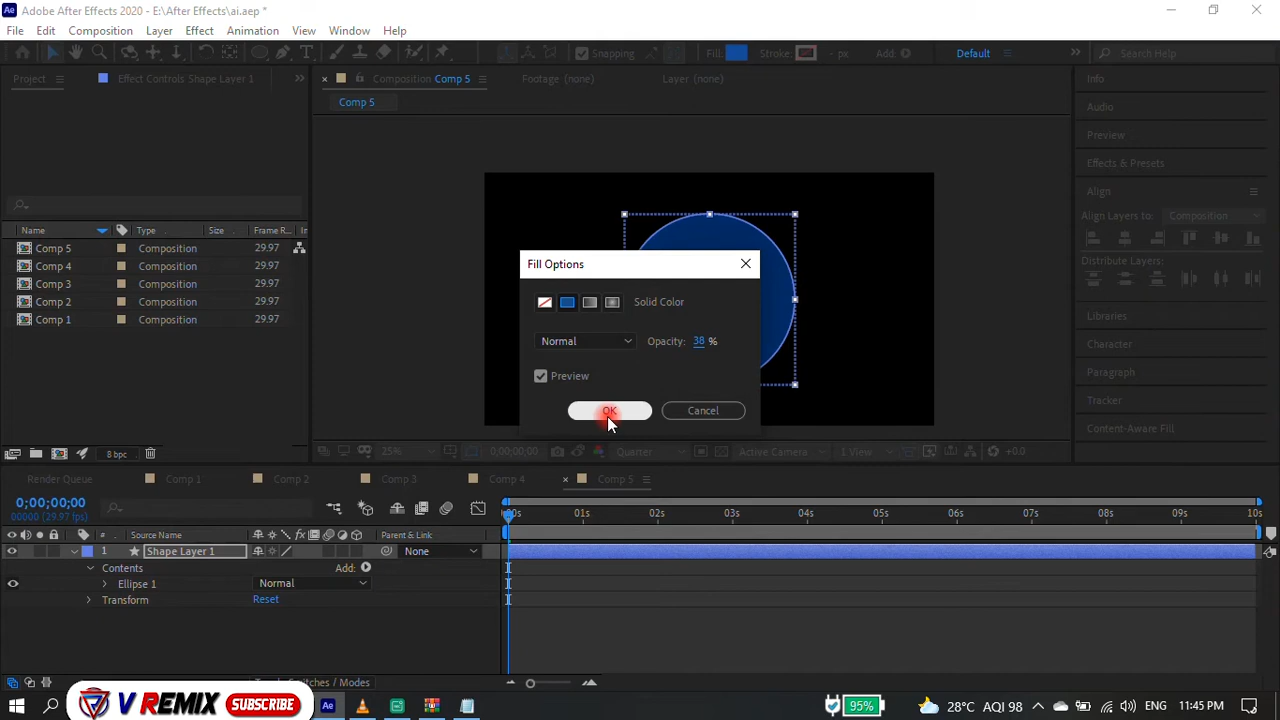 Adobe After Effects 2020 - E:\After Effects\ai.aep *
File Edit Composition Layer Effect Animation View Window Help
Snapping Fill: Stroke: - px Add: Default Search Help
Project Effect Controls Shape Layer 1 Composition Comp 5 Footage (none) Layer (none) Info
Comp 5
Audio
Preview
Effects & Presets
Align
Align Layers to: Composition
Distribute Layers:
Name Type Size Frame R...
Comp 5 Composition 29.97
Comp 4 Composition 29.97
Comp 3 Composition 29.97
Comp 2 Composition 29.97
Comp 1 Composition 29.97
Fill Options
Solid Color
Normal Opacity: 38 %
Preview
OK Cancel
Libraries
Character
Paragraph
Tracker
Content-Aware Fill
8 bpc 25% 0;00;00;00 Quarter Active Camera 1 View +0.0
Render Queue Comp 1 Comp 2 Comp 3 Comp 4 Comp 5
0;00;00;00
00000 (29.97 fps)
:00s 01s 02s 03s 04s 05s 06s 07s 08s 09s 10s
# Source Name Parent & Link
1 Shape Layer 1 None
Contents Add:
Ellipse 1 Normal
Transform Reset
Toggle Switches / Modes
V REMIX SUBSCRIBE
95% 28°C AQI 98 11:45 PM